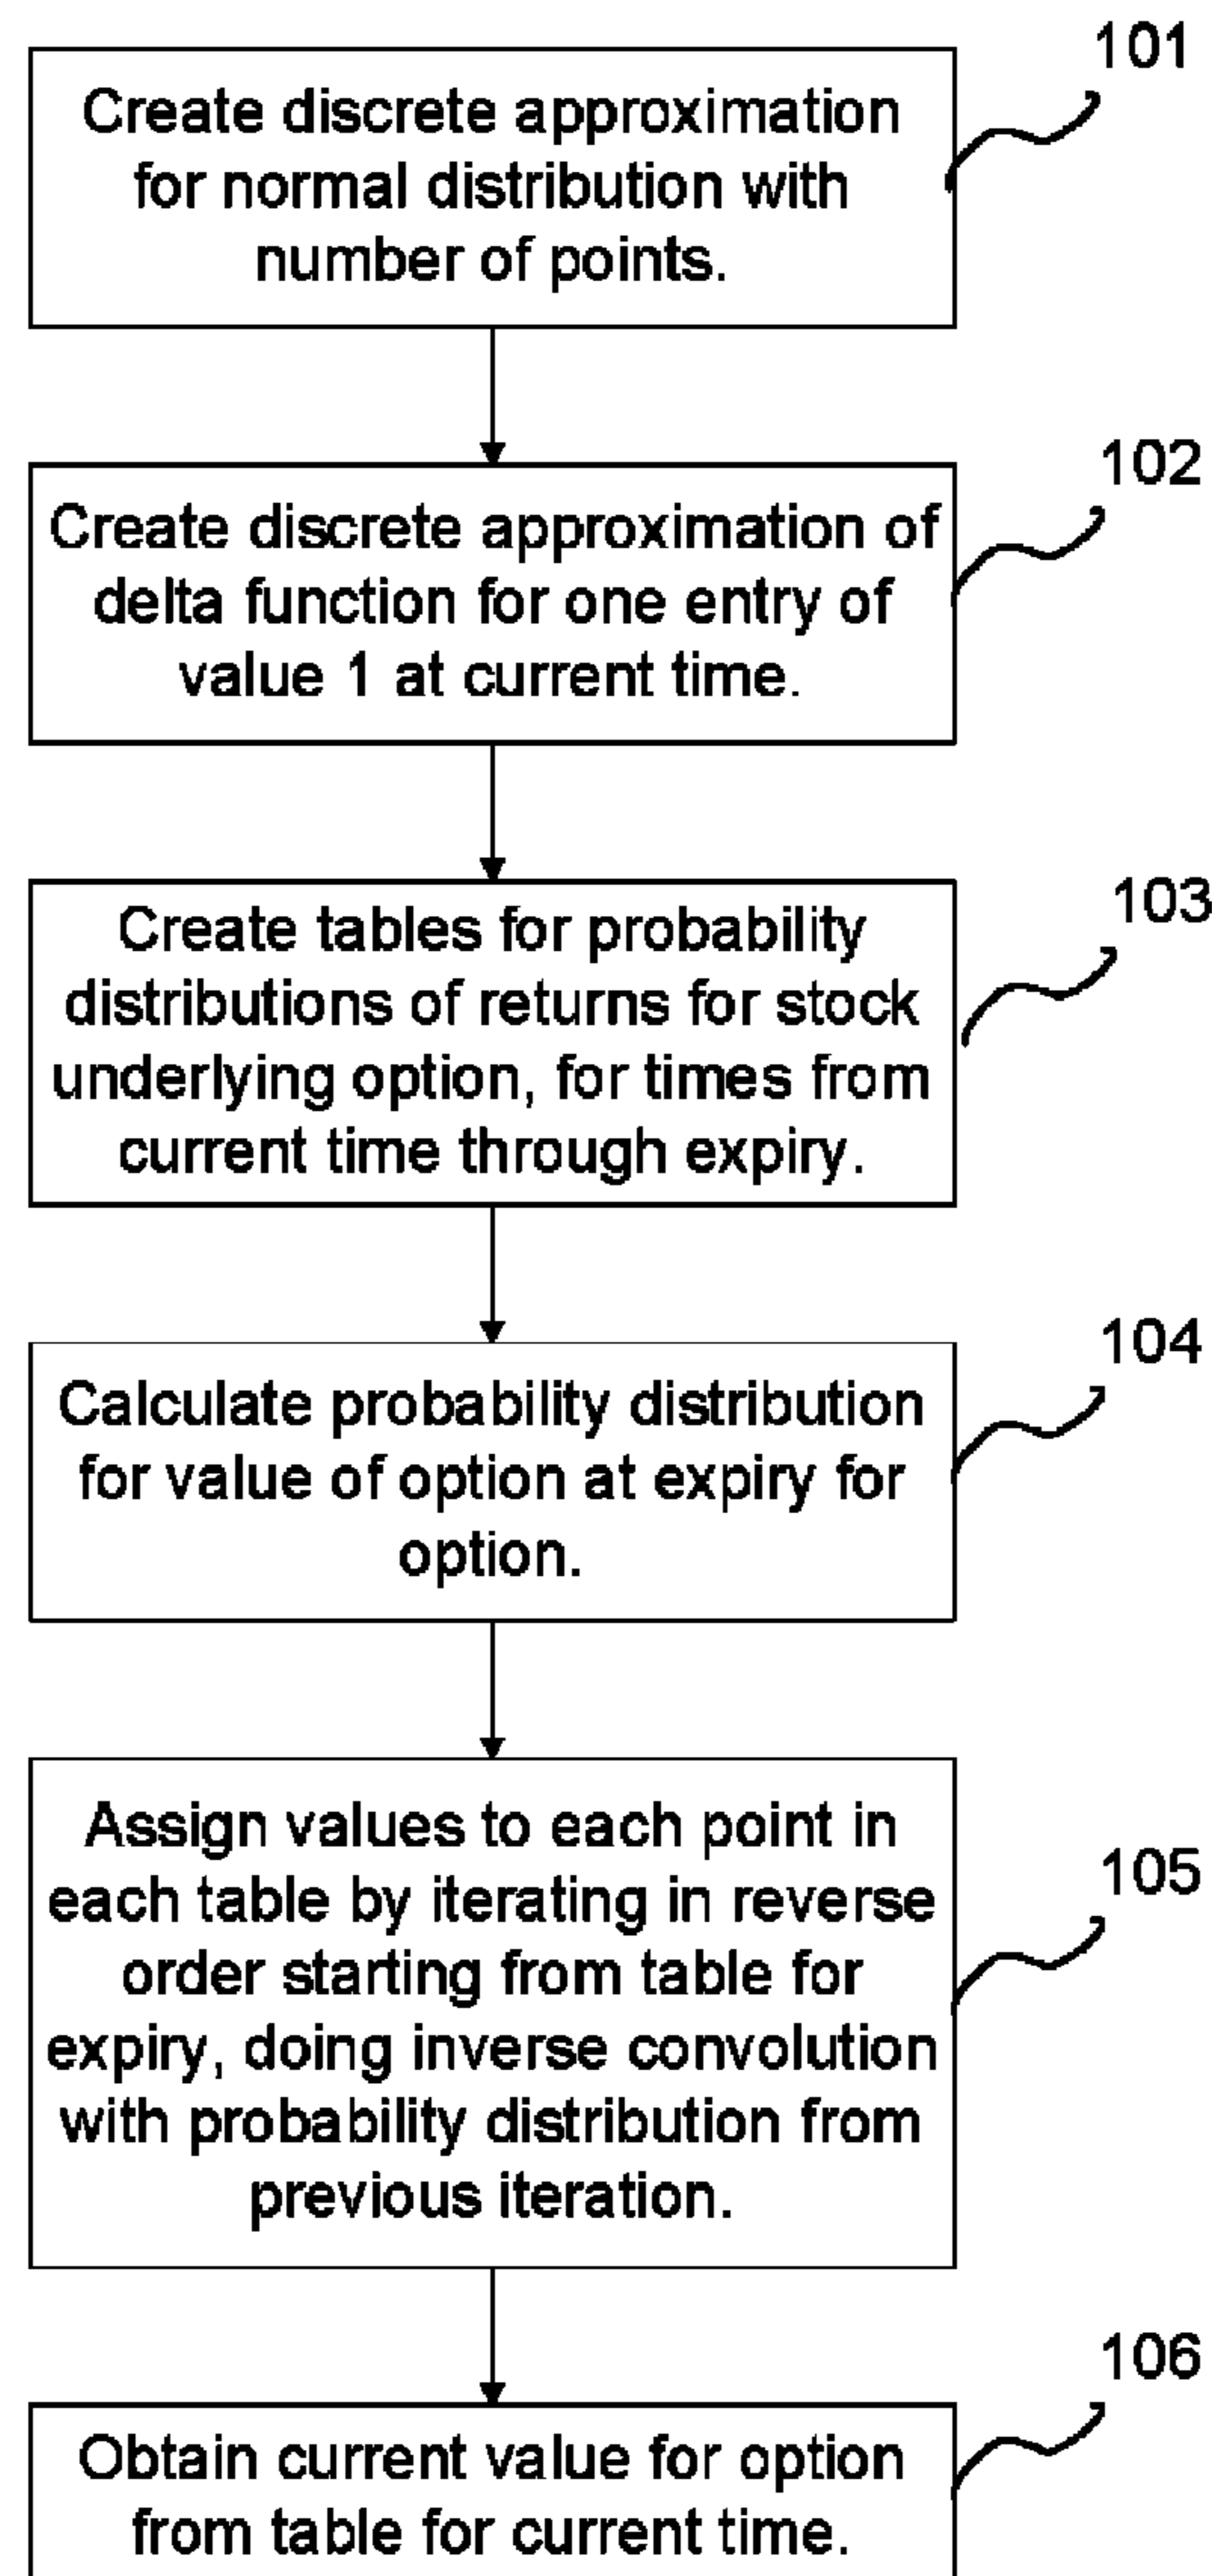 101
Create discrete approximation
for normal distribution with
number of points.
102
Create discrete approximation of
delta function for one entry of
value 1 at current time.
103
Create tables for probability
distributions of returns for stock
underlying option, for times from
current time through expiry.
104
Calculate probability distribution
for value of option at expiry for
option.
105
Assign values to each point in
each table by iterating in reverse
order starting from table for
expiry, doing inverse convolution
with probability distribution from
previous iteration.
106
Obtain current value for option
from table for current time.